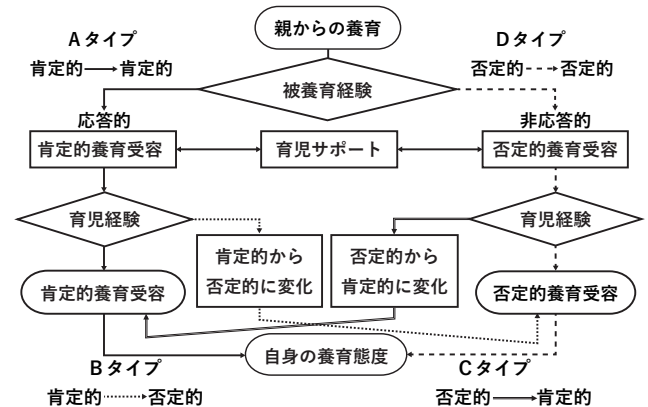 親からの養育
Aタイプ
肯定的 肯定的
Dタイプ
否定的 否定的
被養育経験
応答的
非応答的
肯定的養育受容
育児サポート
否定的養育受容
育児経験
育児経験
肯定的から
否定的に変化
否定的から
肯定的に変化
肯定的養育受容
否定的養育受容
自身の養育態度
Bタイプ
肯定的 否定的
Cタイプ
否定的 肯定的